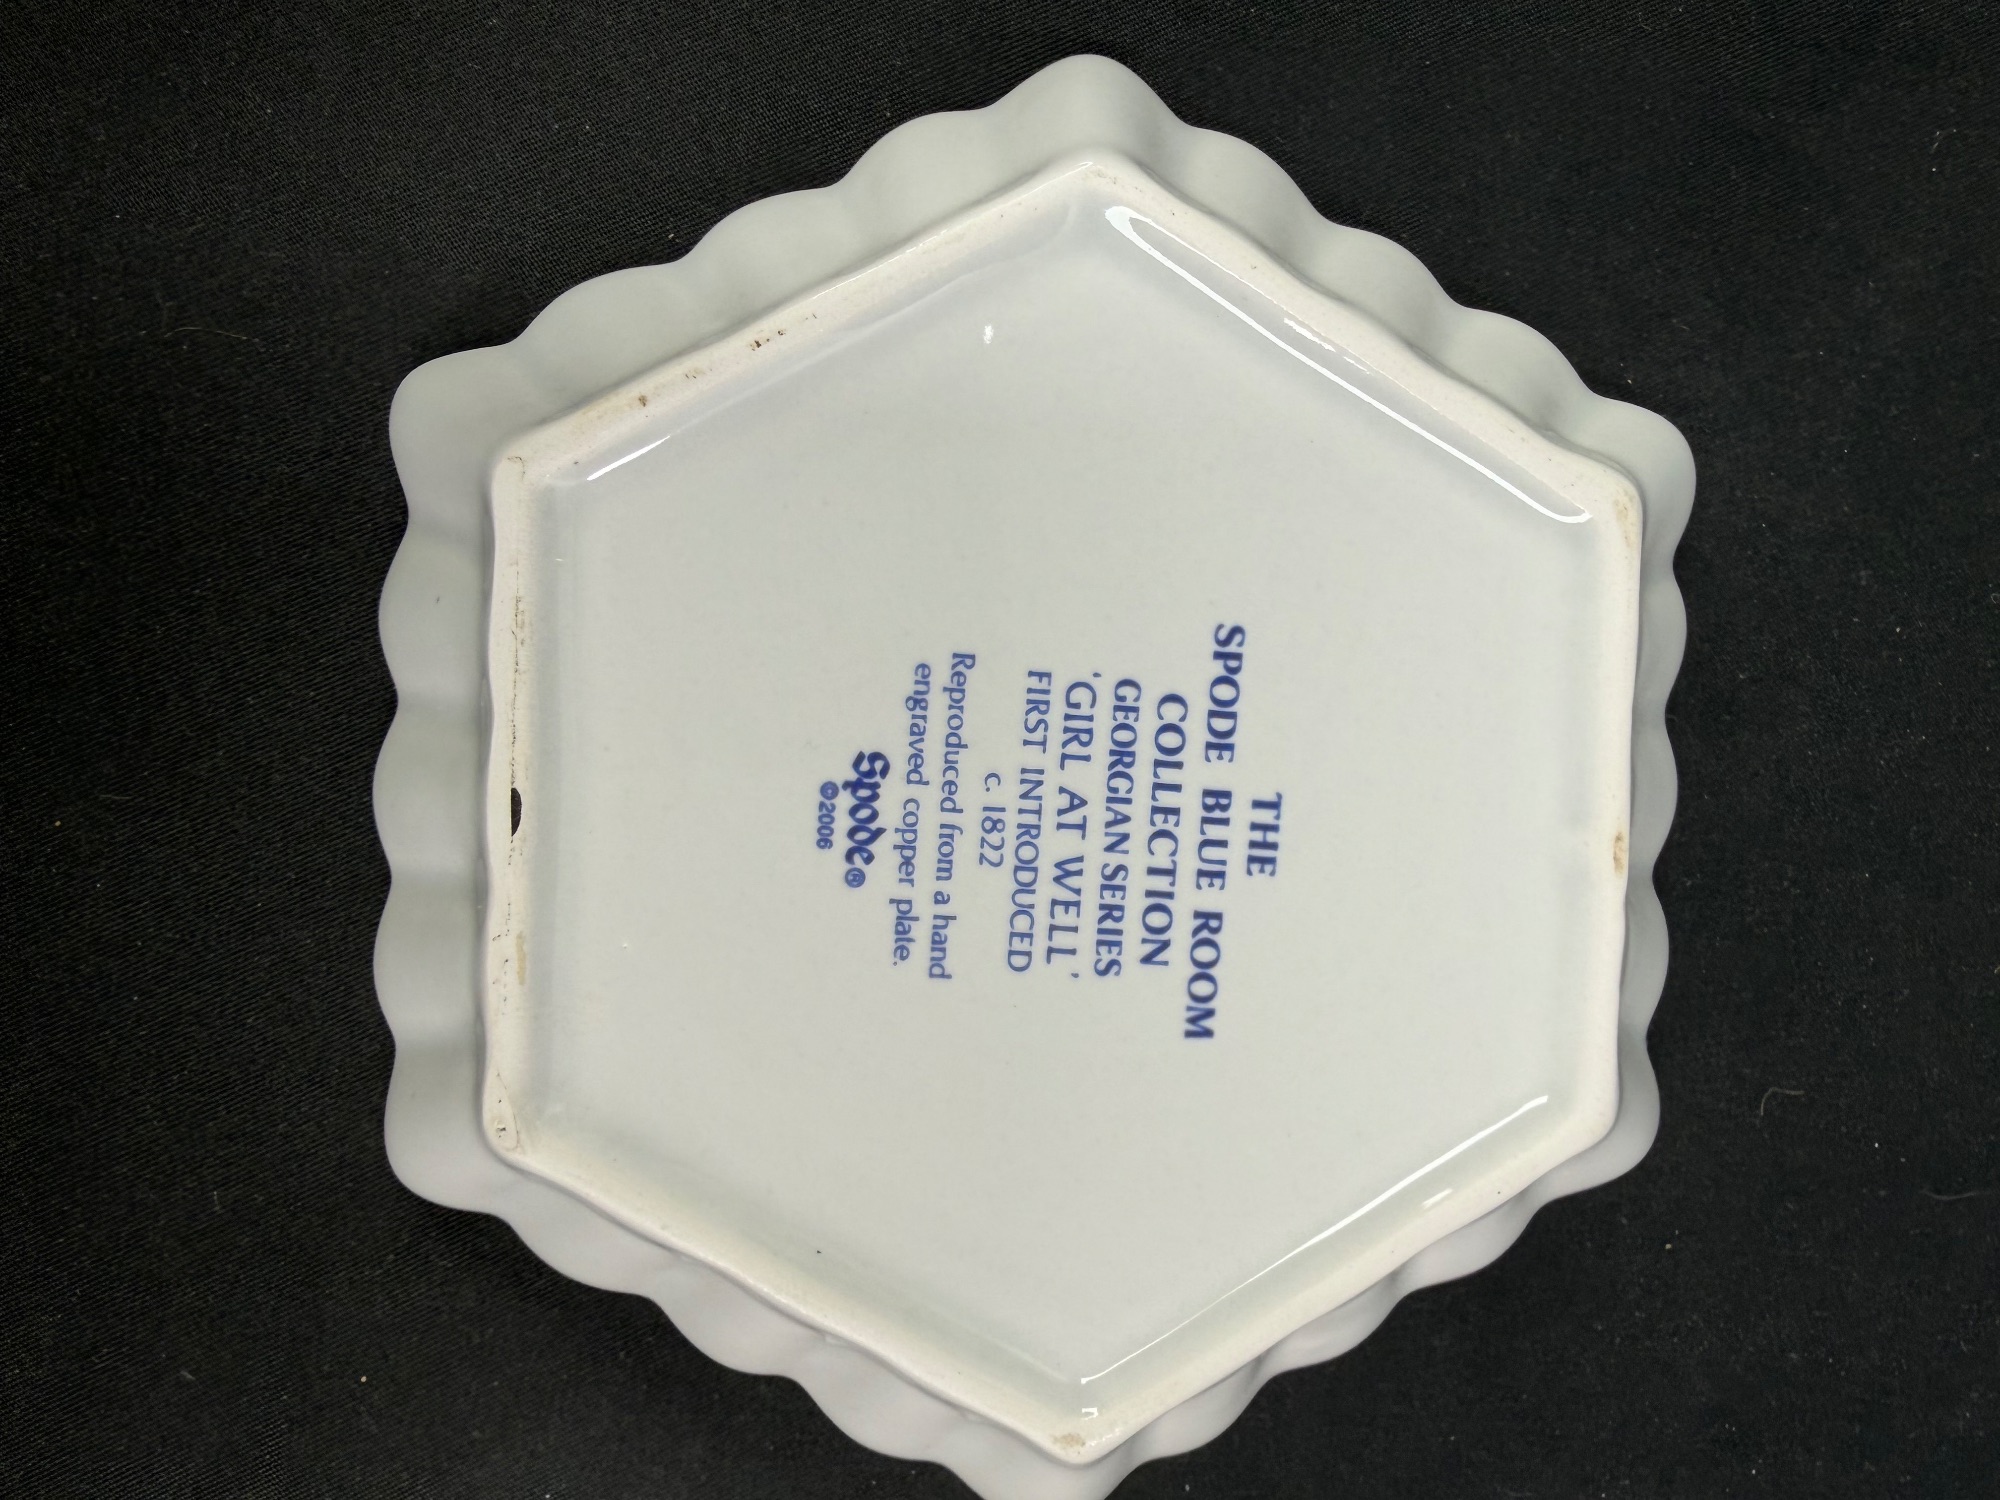 THE
SPODE BLUE ROOM
COLLECTION
GEORGIAN SERIES
'GIRL AT WELL'
FIRST INTRODUCED
c. 1822
Reproduced from a hand
engraved copper plate.
Spode®
©2006